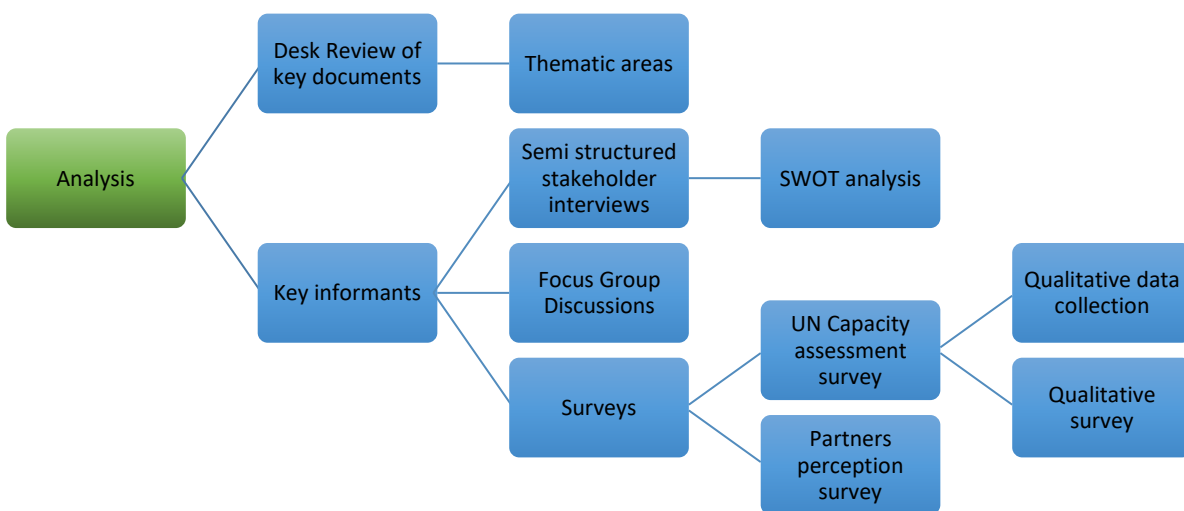 Desk Review of
key documents
Thematic areas
Analysis
Semi structured
stakeholder
interviews
SWOT analysis
Key informants
Focus Group
Discussions
Qualitative data
collection
UN Capacity
assessment
survey
Surveys
Qualitative
survey
Partners
perception
survey